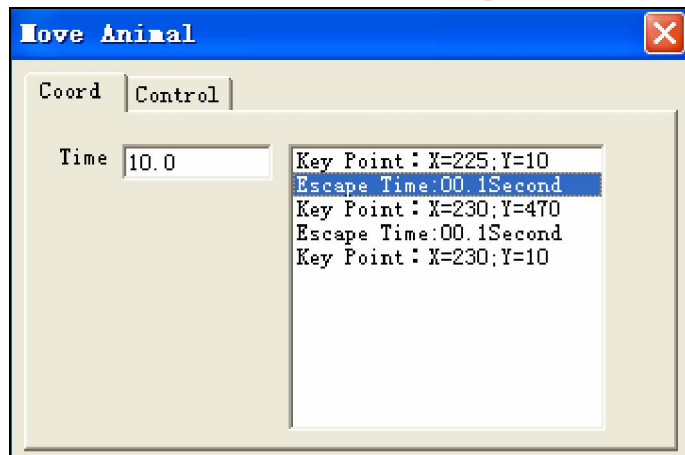 Move Animal
Coord Control
Time 10.0
Key Point：X=225;Y=10
Escape Time:00.1Second
Key Point：X=230;Y=470
Escape Time:00.1Second
Key Point：X=230;Y=10